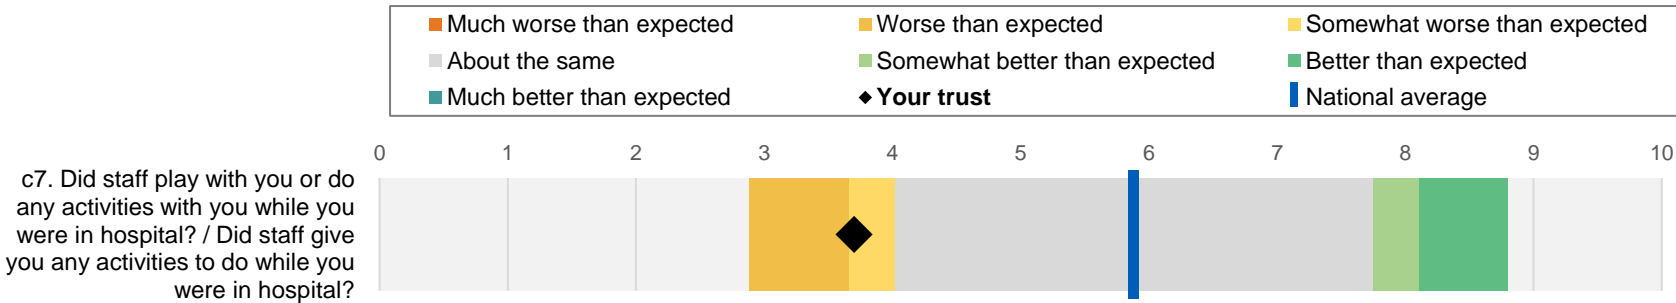 Much worse than expected
Worse than expected
Somewhat worse than expected
About the same
Somewhat better than expected
Better than expected
Much better than expected
Your trust
National average
0 1 2 3 4 5 6 7 8 9 10
c7. Did staff play with you or do
any activities with you while you
were in hospital? / Did staff give
you any activities to do while you
were in hospital?